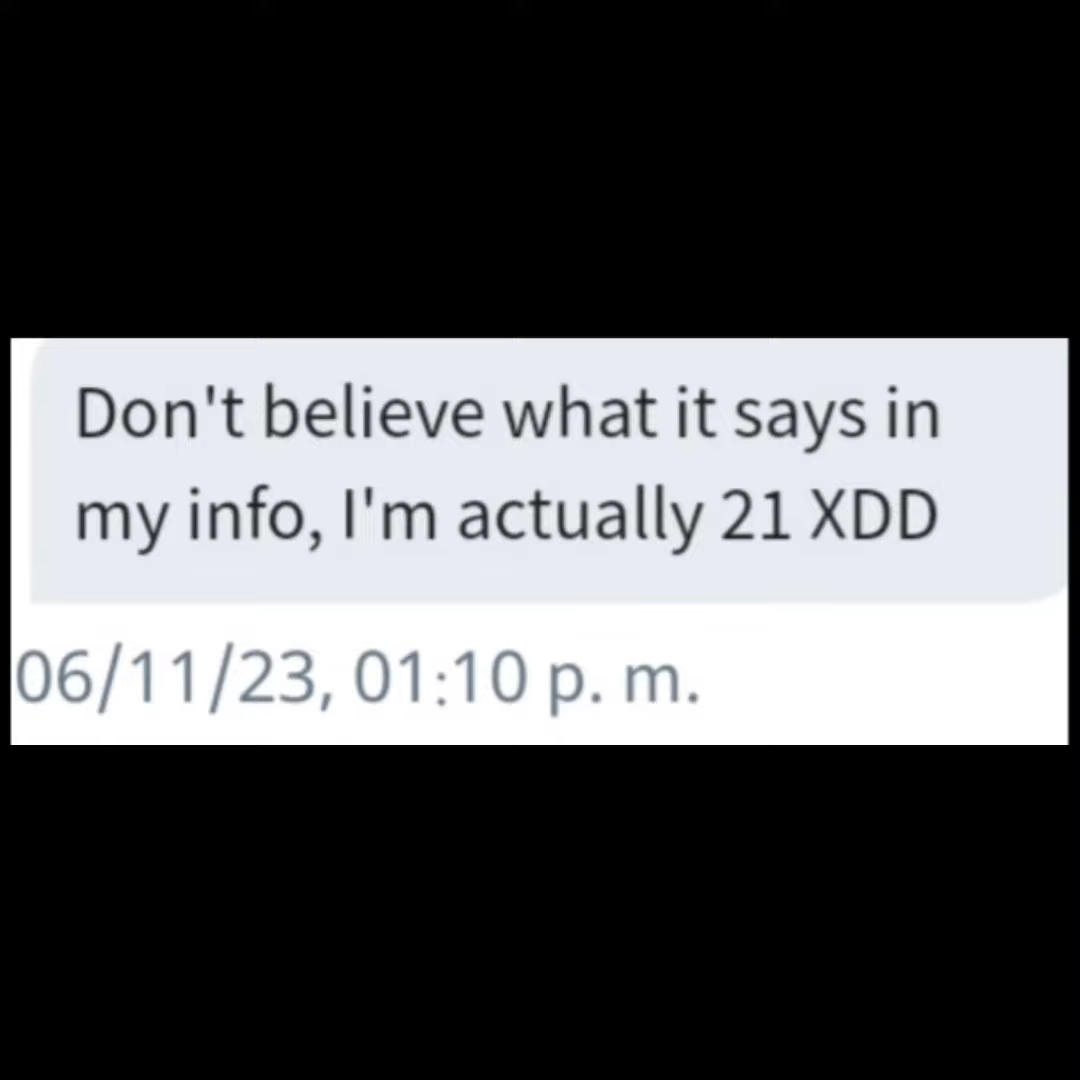 Don't believe what it says in
my info, I'm actually 21 XDD
06/11/23, 01:10 p. m.